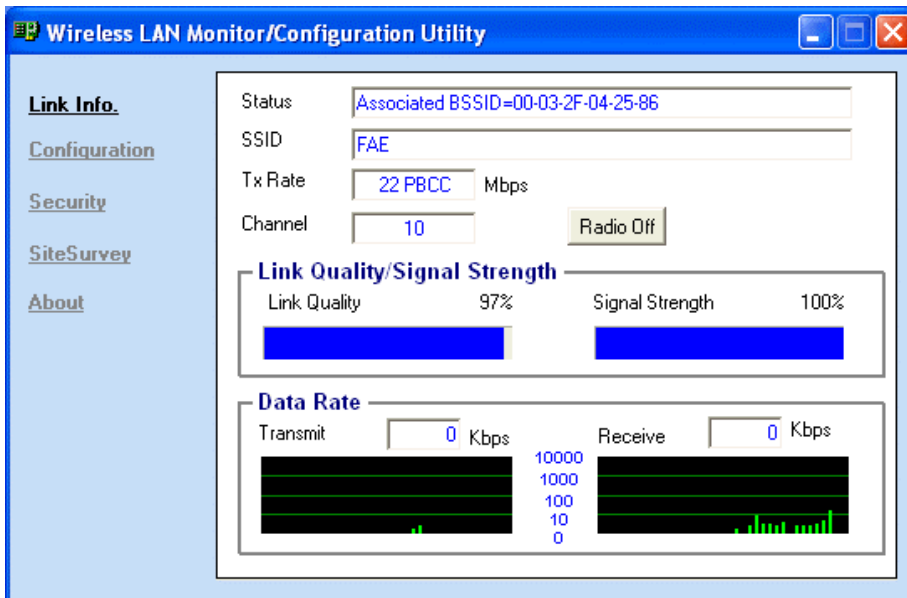 Wireless LAN Monitor/Configuration Utility
Link Info.
Configuration
Security
SiteSurvey
About
Status Associated BSSID=00-03-2F-04-25-86
SSID FAE
Tx Rate 22 PBCC Mbps
Channel 10 Radio Off
Link Quality/Signal Strength
Link Quality 97% Signal Strength 100%
Data Rate
Transmit 0 Kbps Receive 0 Kbps
10000
1000
100
10
0